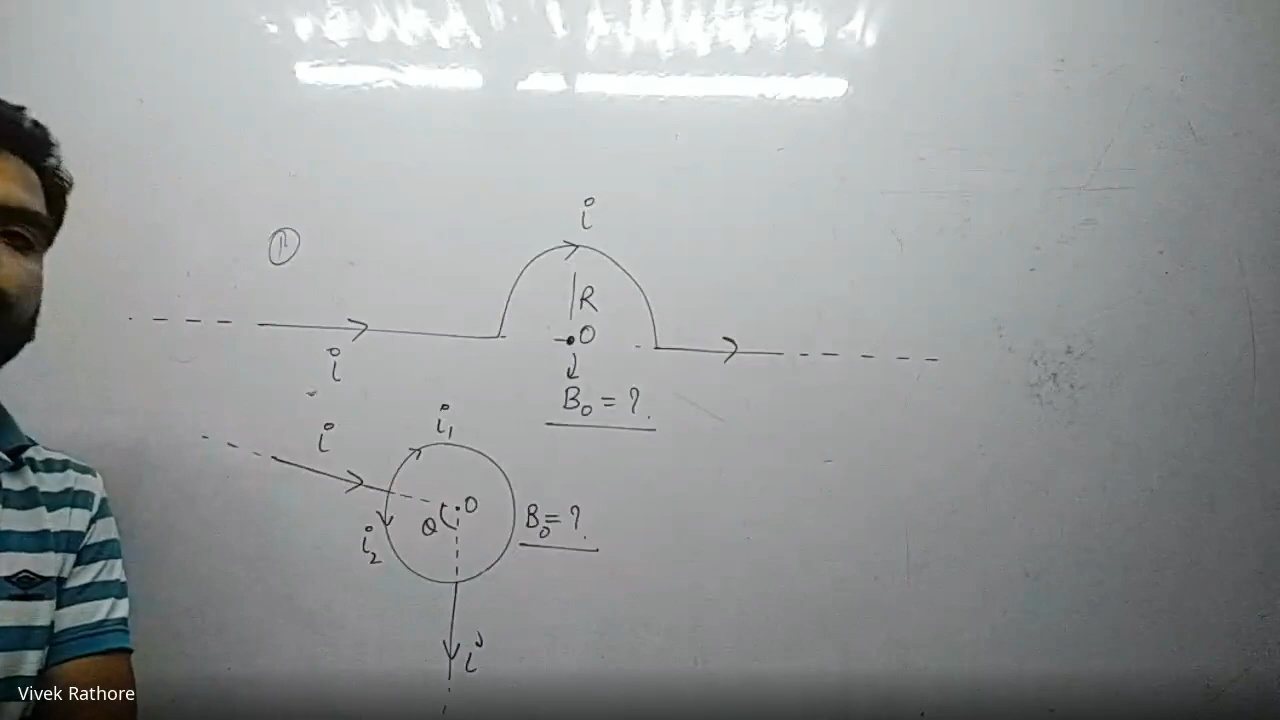 i
①
R
O
i
B₀ = ?.
i
i₁
O
θ
B₀ = ?.
i₂
i
Vivek Rathore